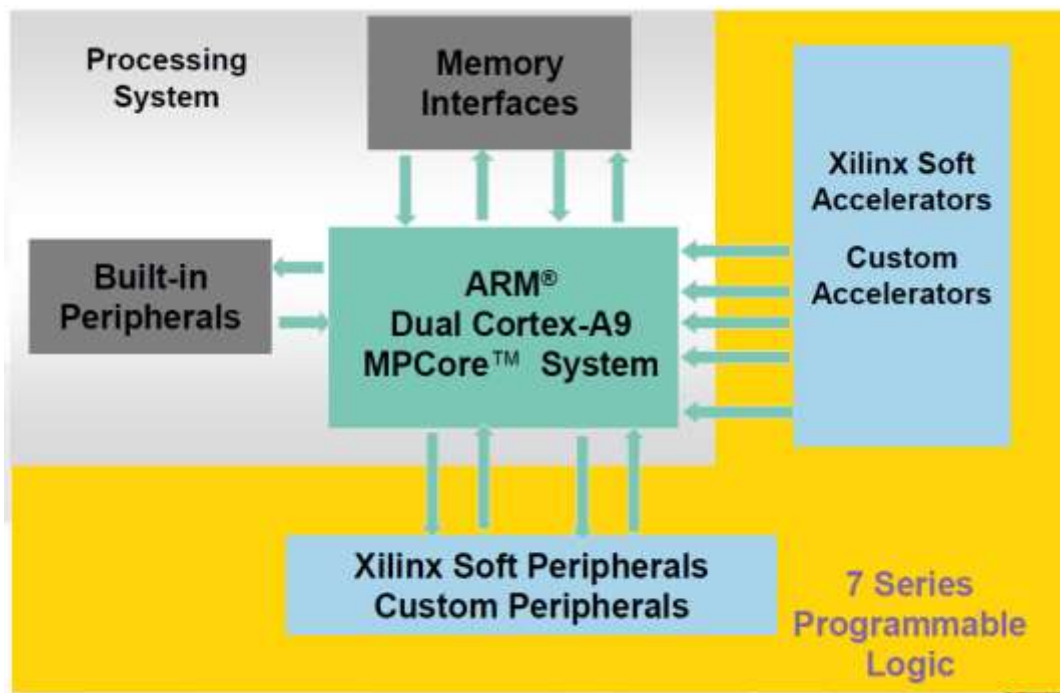 Processing
System
Memory
Interfaces
Xilinx Soft
Accelerators
Custom
Accelerators
Built-in
Peripherals
ARM®
Dual Cortex-A9
MPCore™ System
Xilinx Soft Peripherals
Custom Peripherals
7 Series
Programmable
Logic